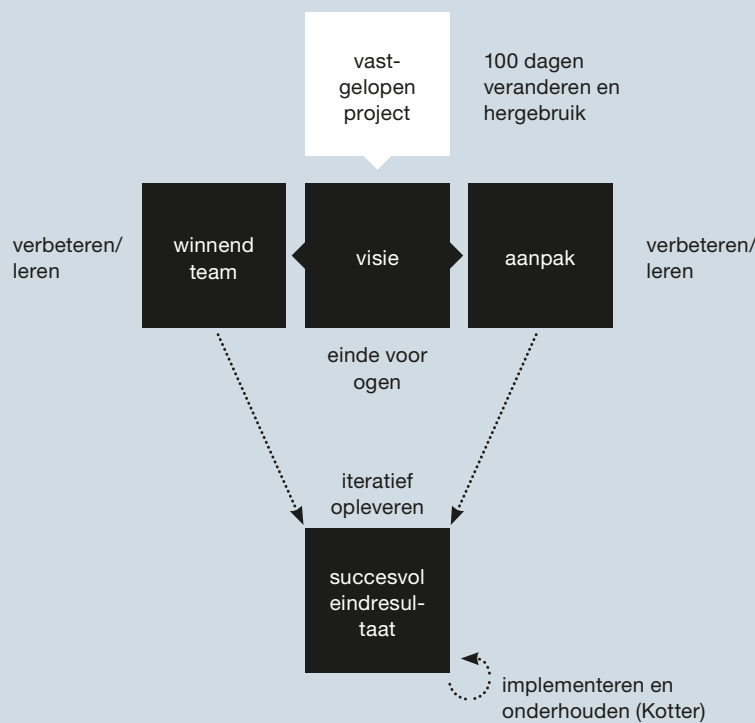 vast-
gelopen
project
100 dagen
veranderen en
hergebruik
verbeteren/
leren
winnend
team
visie
aanpak
verbeteren/
leren
einde voor
ogen
iteratief
opleveren
succesvol
eindresul-
taat
implementeren en
onderhouden (Kotter)